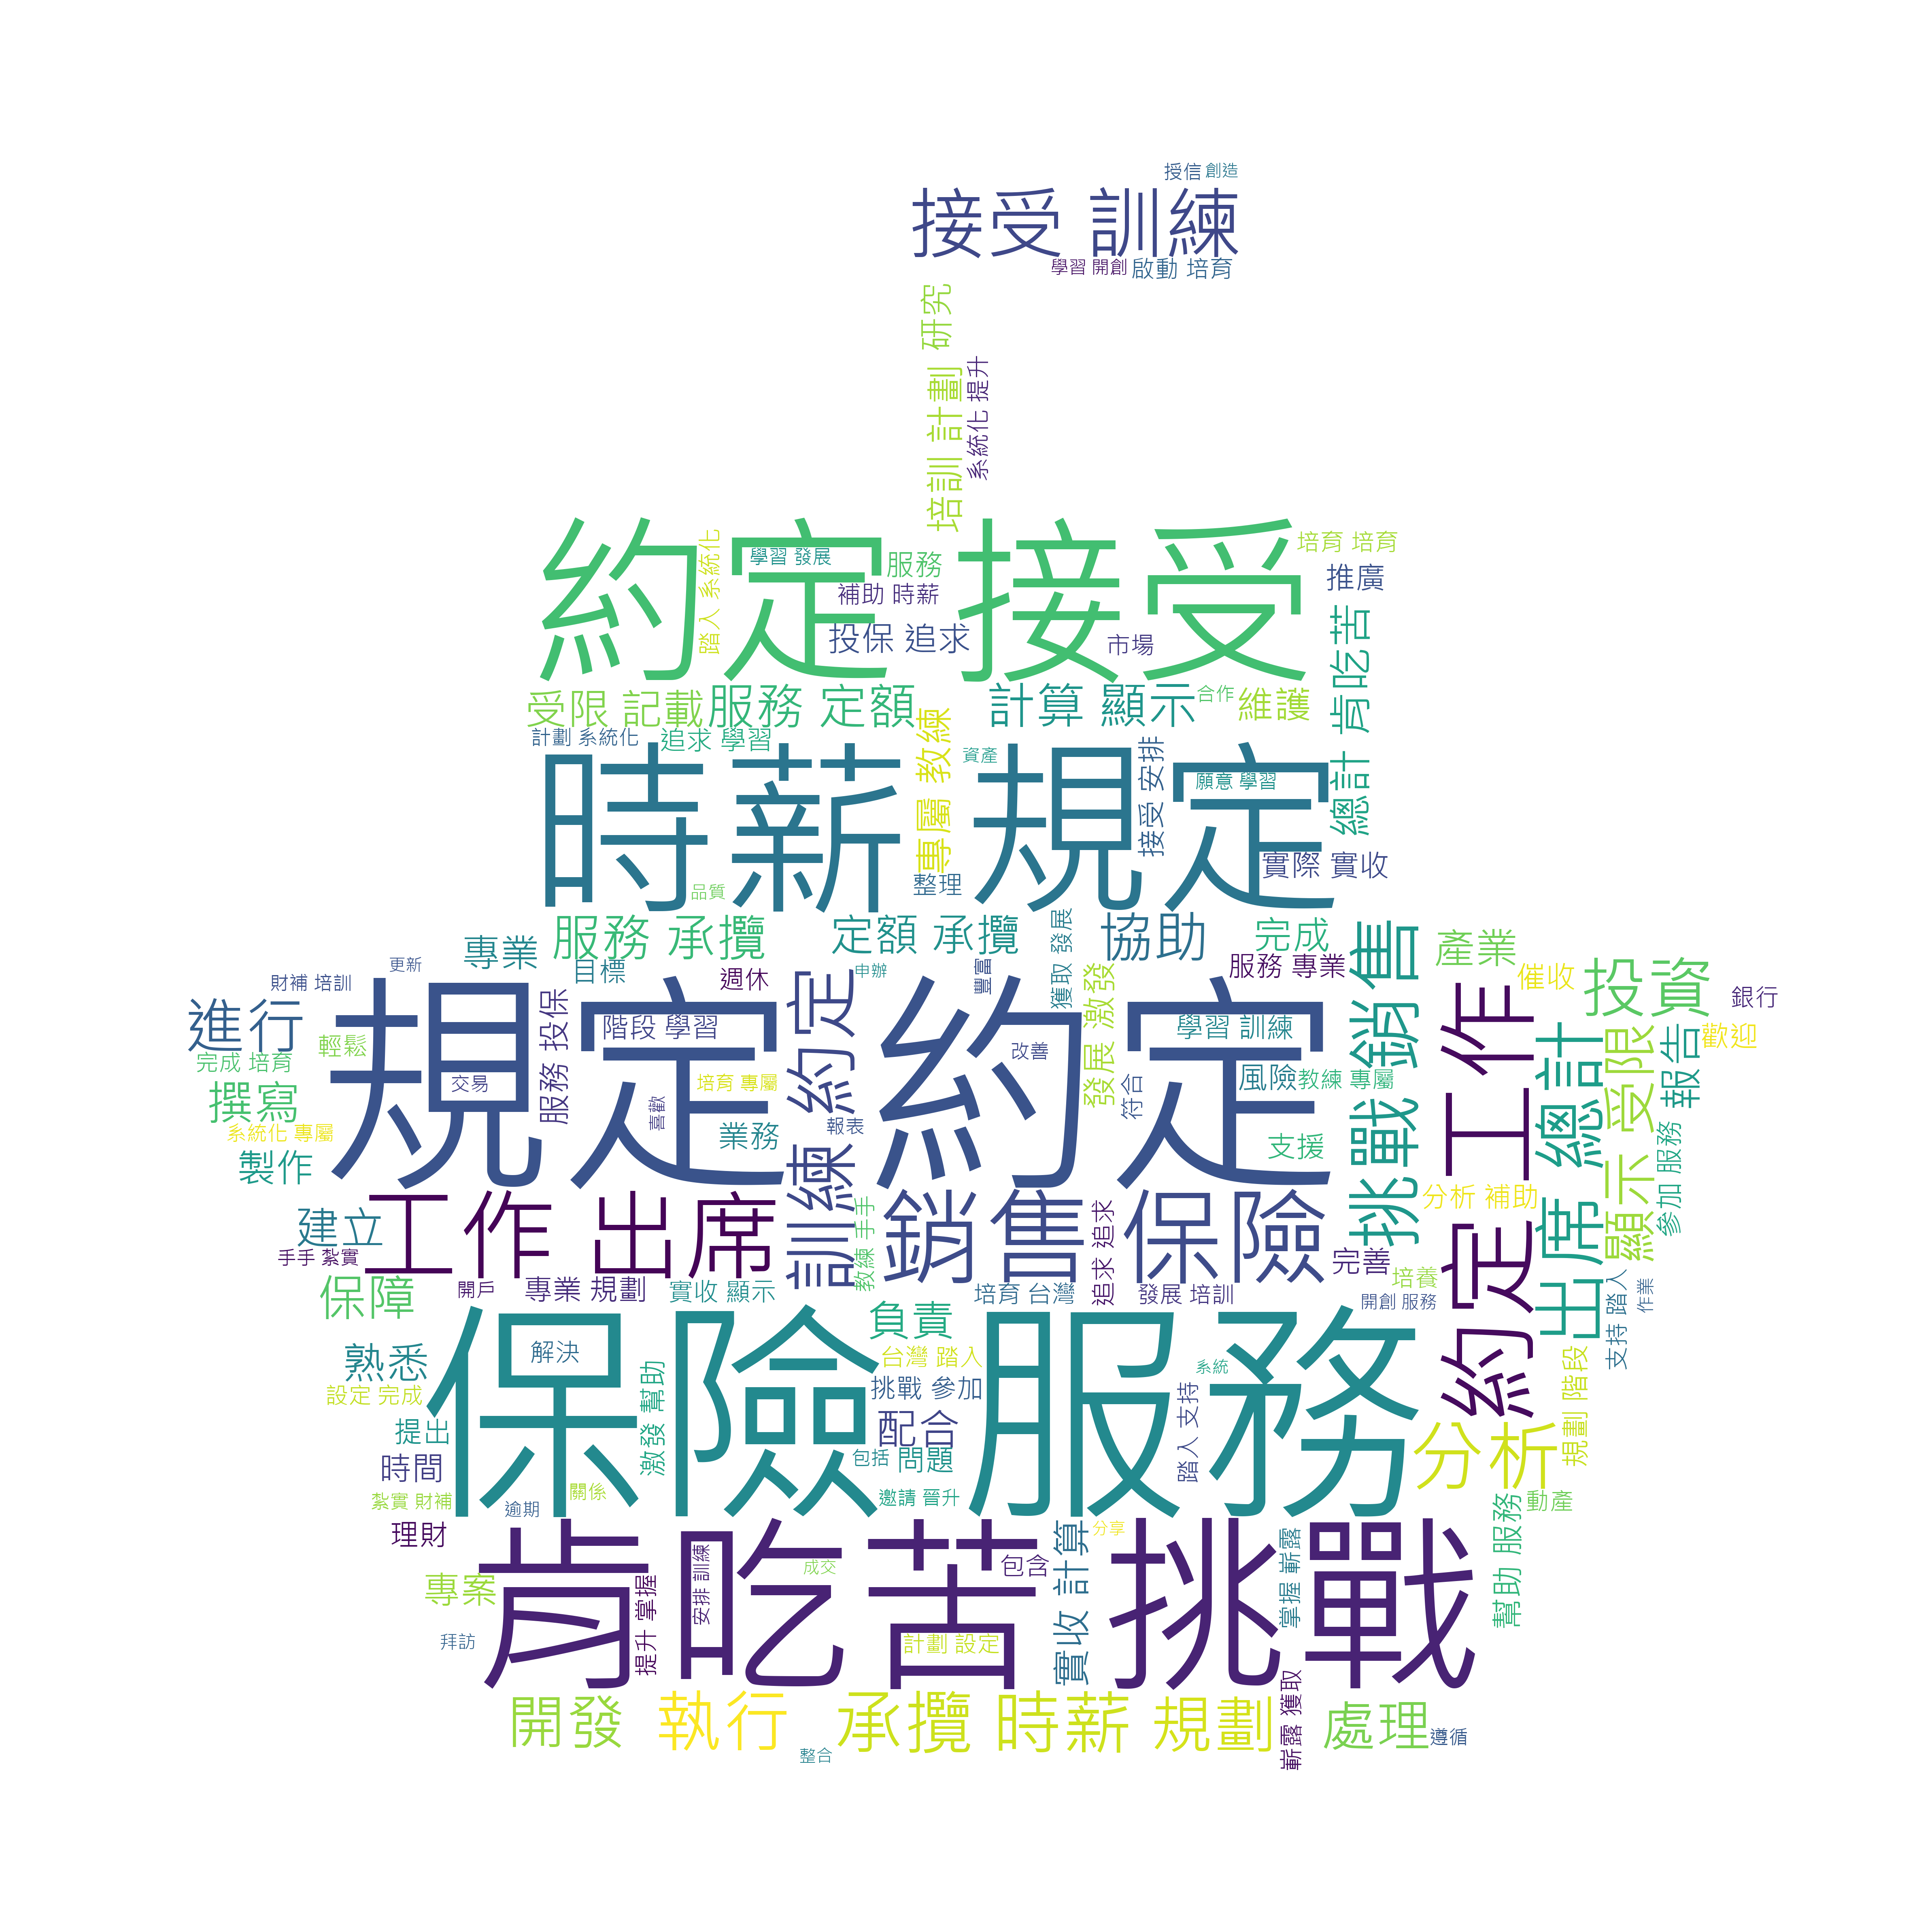 授信
創造
接受 訓練
學習 開創
啟動 培育
研究
培訓 計劃
系統化 提升
約定 接受
培育 培育
踏入 系統化
學習 發展
服務
推廣
補助 時薪
投保 追求
市場
肯吃苦
總計
受限 記載
服務 定額
計算 顯示
合作
維護
計劃 系統化
追求 學習
專屬 教練
資產
接受 安排
願意 學習
時薪 規定
實際 實收
整理
品質
服務 承攬
定額 承攬
獲取 發展
協助
完成
挑戰 銷售
產業
專業
目標
更新
週休
申辦
豐富
服務 專業
催收
投資
銀行
財補 培訓
進行
規定 約定
服務 投保
階段 學習
訓練 約定
發展 激發
學習 訓練
約定 工作
出席 總計
顯示 受限
報告
歡迎
輕鬆
完成 培育
改善
交易
培育 專屬
風險
教練 專屬
符合
撰寫
喜歡
報表
系統化 專屬
業務
支援
參加 服務
製作
工作 出席
銷售 保險
分析 補助
建立
教練 手手
追求 追求
手手 紮實
完善
培養
支持 踏入
作業
保障
開戶
專業 規劃
實收 顯示
培育 台灣
發展 培訓
開創 服務
負責
保險 服務
解決
熟悉
台灣 踏入
系統
規劃 階段
設定 完成
激發 幫助
挑戰 參加
踏入 支持
提出
配合
分析
時間
包括
問題
紮實 財補
關係
邀請 晉升
逾期
動產
幫助 服務
理財
肯吃苦 挑戰
分享
安排 訓練
成交
包含
實收 計算
掌握 嶄露
專案
提升 掌握
拜訪
計劃 設定
嶄露 獲取
開發
執行
承攬 時薪
規劃
處理
遵循
整合